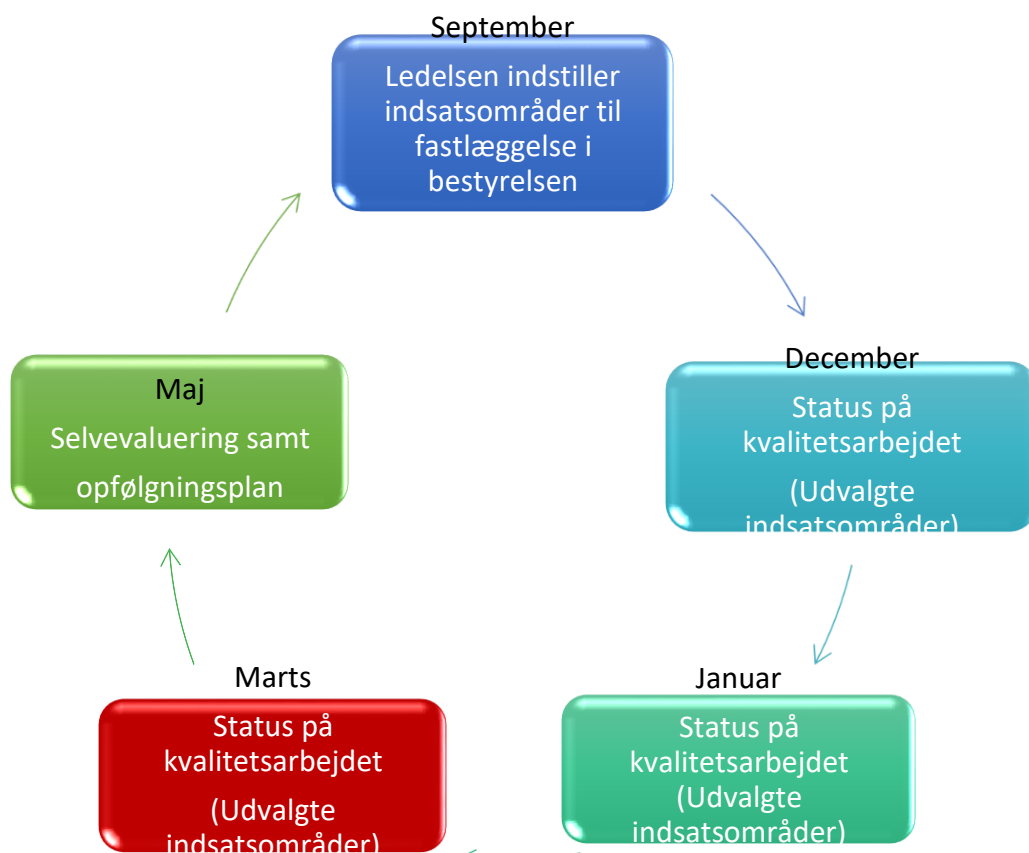 September
Ledelsen indstiller
indsatsområder til
fastlæggelse i
bestyrelsen
December
Status på
kvalitetsarbejdet
(Udvalgte
indsatsområder)
Januar
Status på
kvalitetsarbejdet
(Udvalgte
indsatsområder)
Marts
Status på
kvalitetsarbejdet
(Udvalgte
indsatsområder)
Maj
Selvevaluering samt
opfølgningsplan